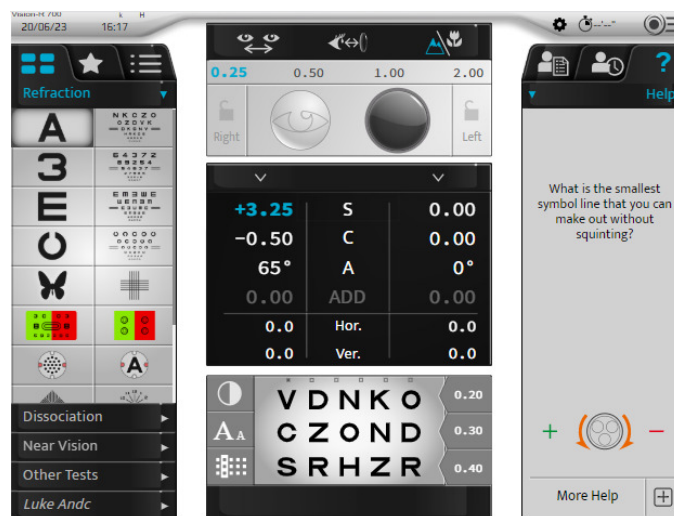 Vision-R 700
20/06/23 16:17
Refraction
A
3
E
Dissociation
Near Vision
Other Tests
Luke Andc
0.25 0.50 1.00 2.00
Right Left
+3.25 S 0.00
−0.50 C 0.00
65° A 0°
0.00 ADD 0.00
0.0 Hor. 0.0
0.0 Ver. 0.0
V D N K O 0.20
A A C Z O N D 0.30
S R H Z R 0.40
?
Help
What is the smallest
symbol line that you can
make out without
squinting?
+ −
More Help